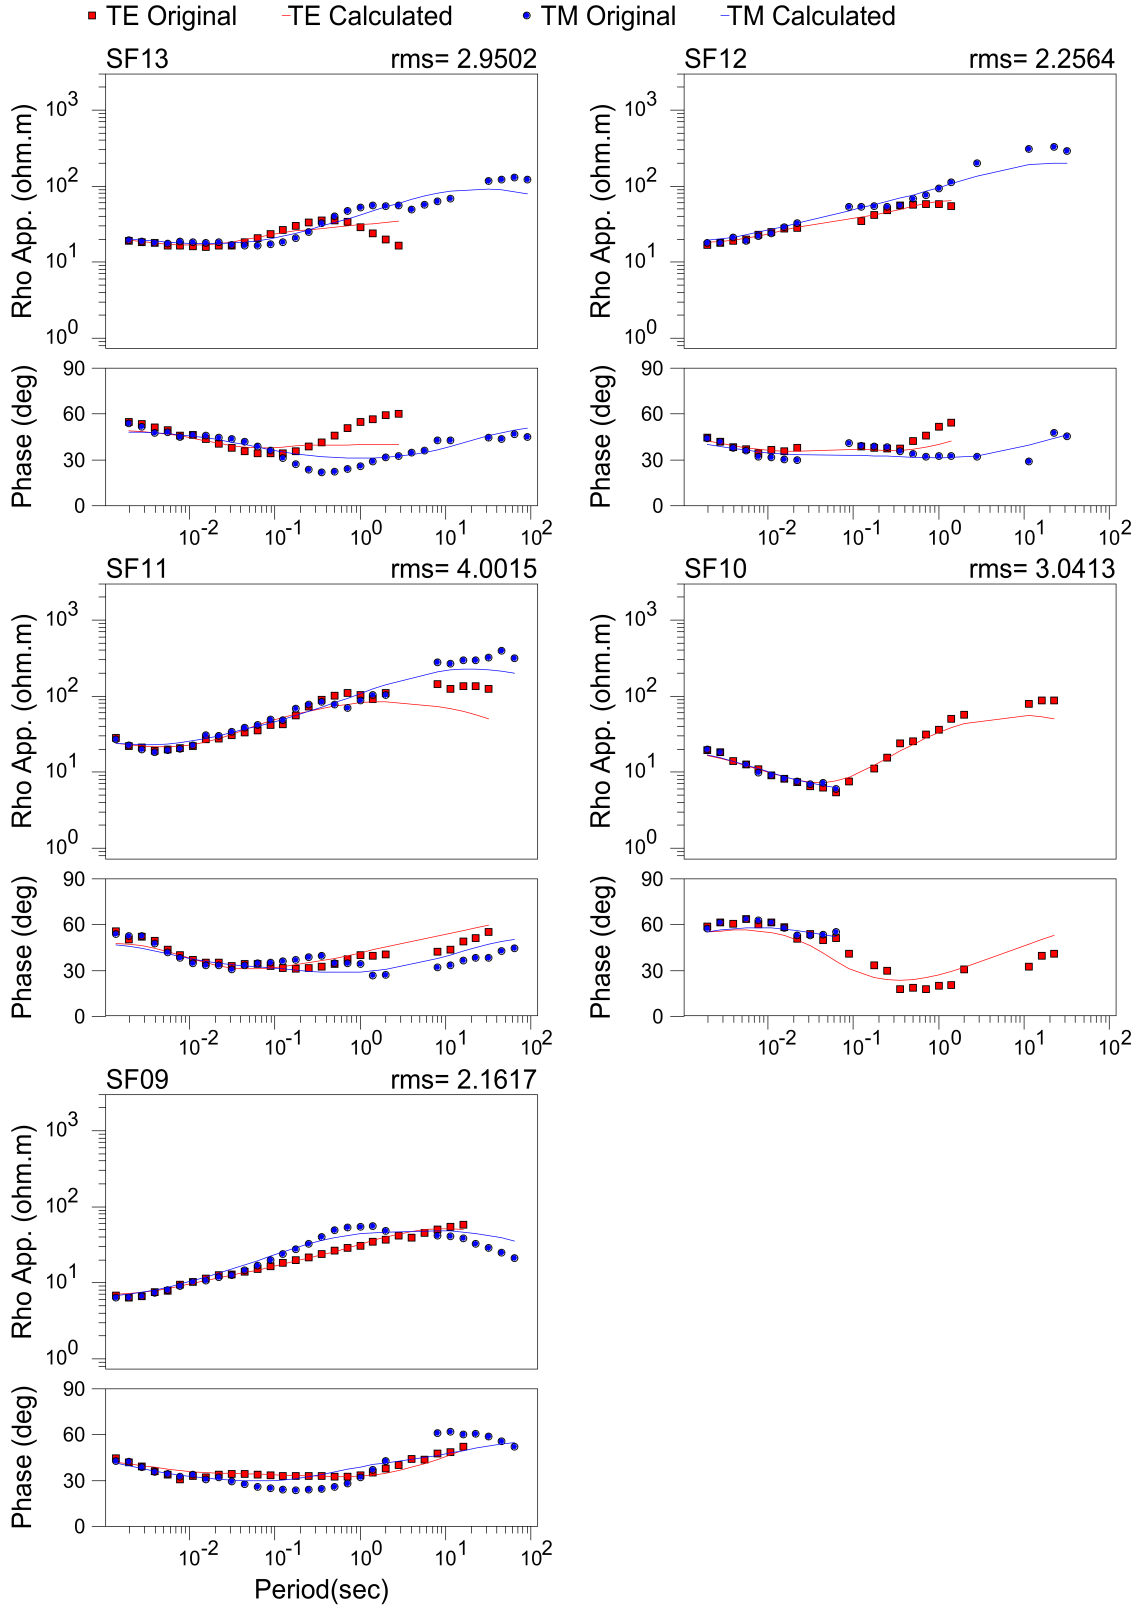 TE Original TE Calculated TM Original TM Calculated
SF13 rms= 2.9502
Rho App. (ohm.m)
10^3
10^2
10^1
10^0
Phase (deg)
90
60
30
0
10^-2 10^-1 10^0 10^1 10^2
SF12 rms= 2.2564
Rho App. (ohm.m)
10^3
10^2
10^1
10^0
Phase (deg)
90
60
30
0
10^-2 10^-1 10^0 10^1 10^2
SF11 rms= 4.0015
Rho App. (ohm.m)
10^3
10^2
10^1
10^0
Phase (deg)
90
60
30
0
10^-2 10^-1 10^0 10^1 10^2
SF10 rms= 3.0413
Rho App. (ohm.m)
10^3
10^2
10^1
10^0
Phase (deg)
90
60
30
0
10^-2 10^-1 10^0 10^1 10^2
SF09 rms= 2.1617
Rho App. (ohm.m)
10^3
10^2
10^1
10^0
Phase (deg)
90
60
30
0
10^-2 10^-1 10^0 10^1 10^2
Period(sec)